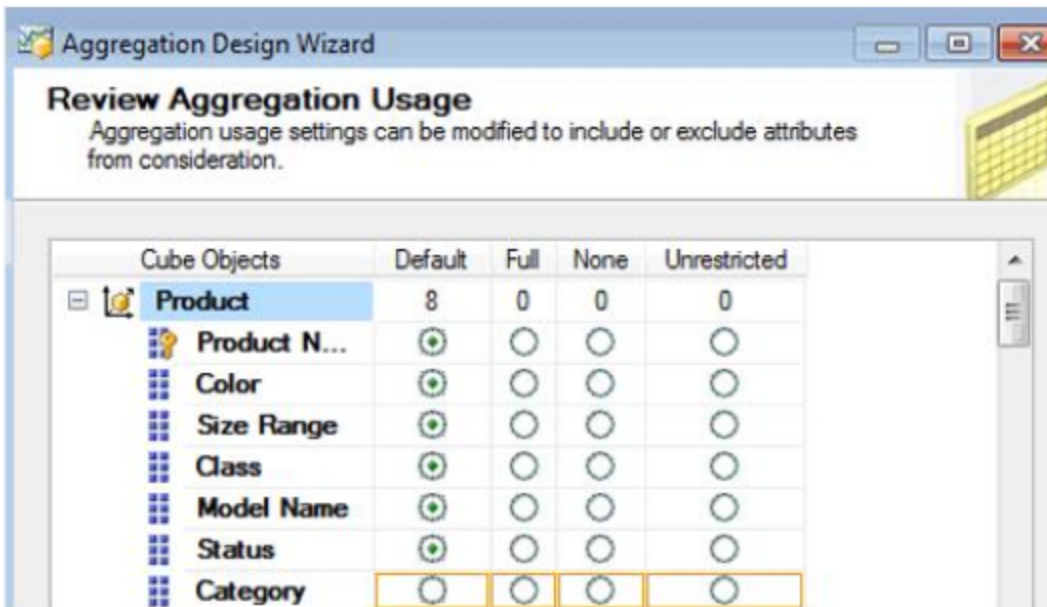 Aggregation Design Wizard
Review Aggregation Usage
Aggregation usage settings can be modified to include or exclude attributes
from consideration.
Cube Objects Default Full None Unrestricted
Product 8 0 0 0
Product N...
Color
Size Range
Class
Model Name
Status
Category